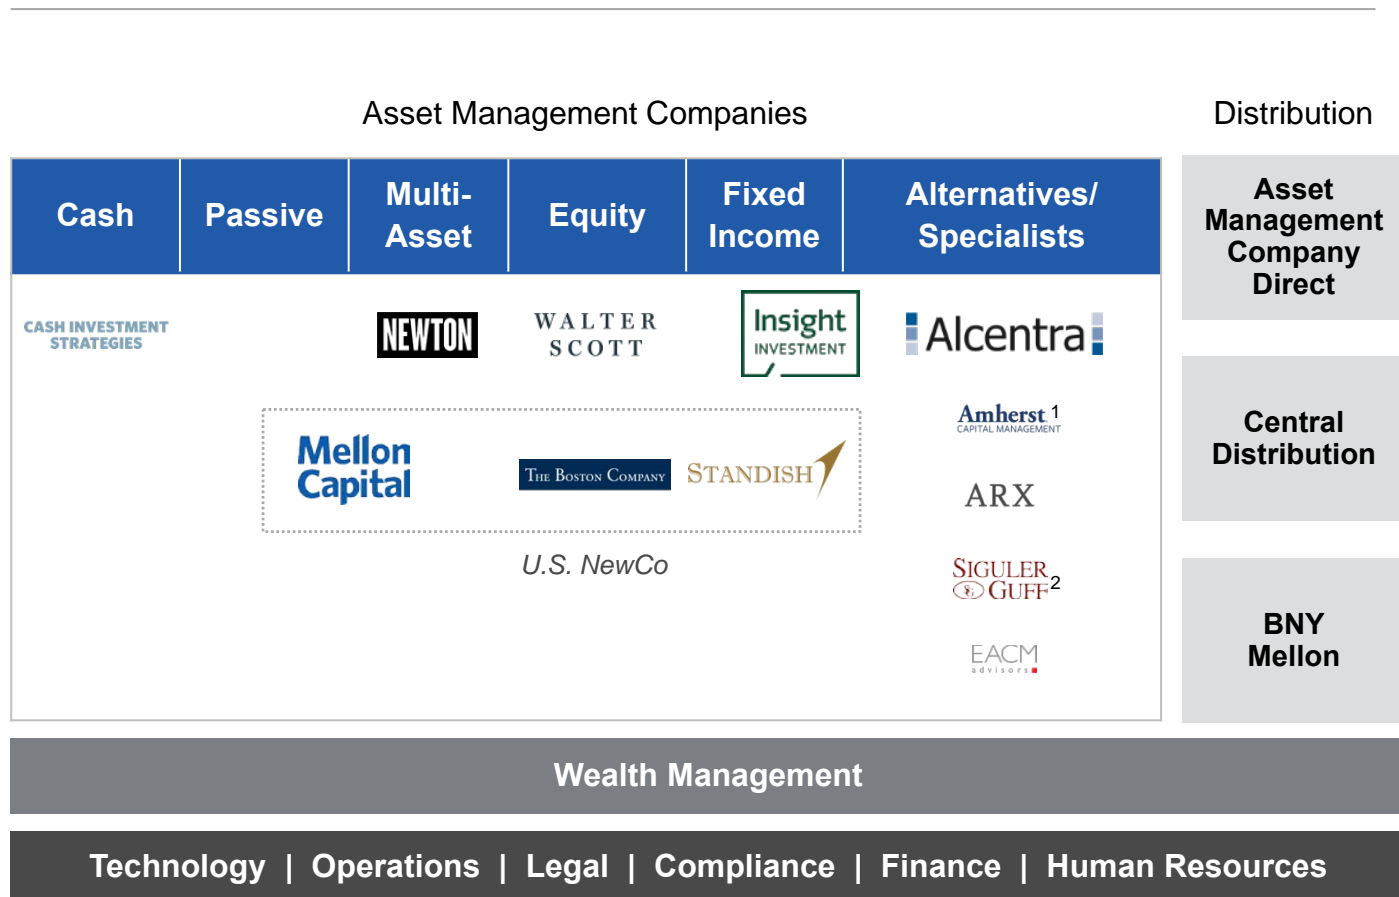 Asset Management Companies
Distribution
Cash
Passive
Multi-
Asset
Equity
Fixed
Income
Alternatives/
Specialists
Asset
Management
Company
Direct
CASH INVESTMENT
STRATEGIES
NEWTON
WALTER
SCOTT
Insight
INVESTMENT
Alcentra
Amherst 1
CAPITAL MANAGEMENT
Central
Distribution
Mellon
Capital
THE BOSTON COMPANY
STANDISH
ARX
U.S. NewCo
SIGULER
SG GUFF 2
EACM
advisors
BNY
Mellon
Wealth Management
Technology | Operations | Legal | Compliance | Finance | Human Resources